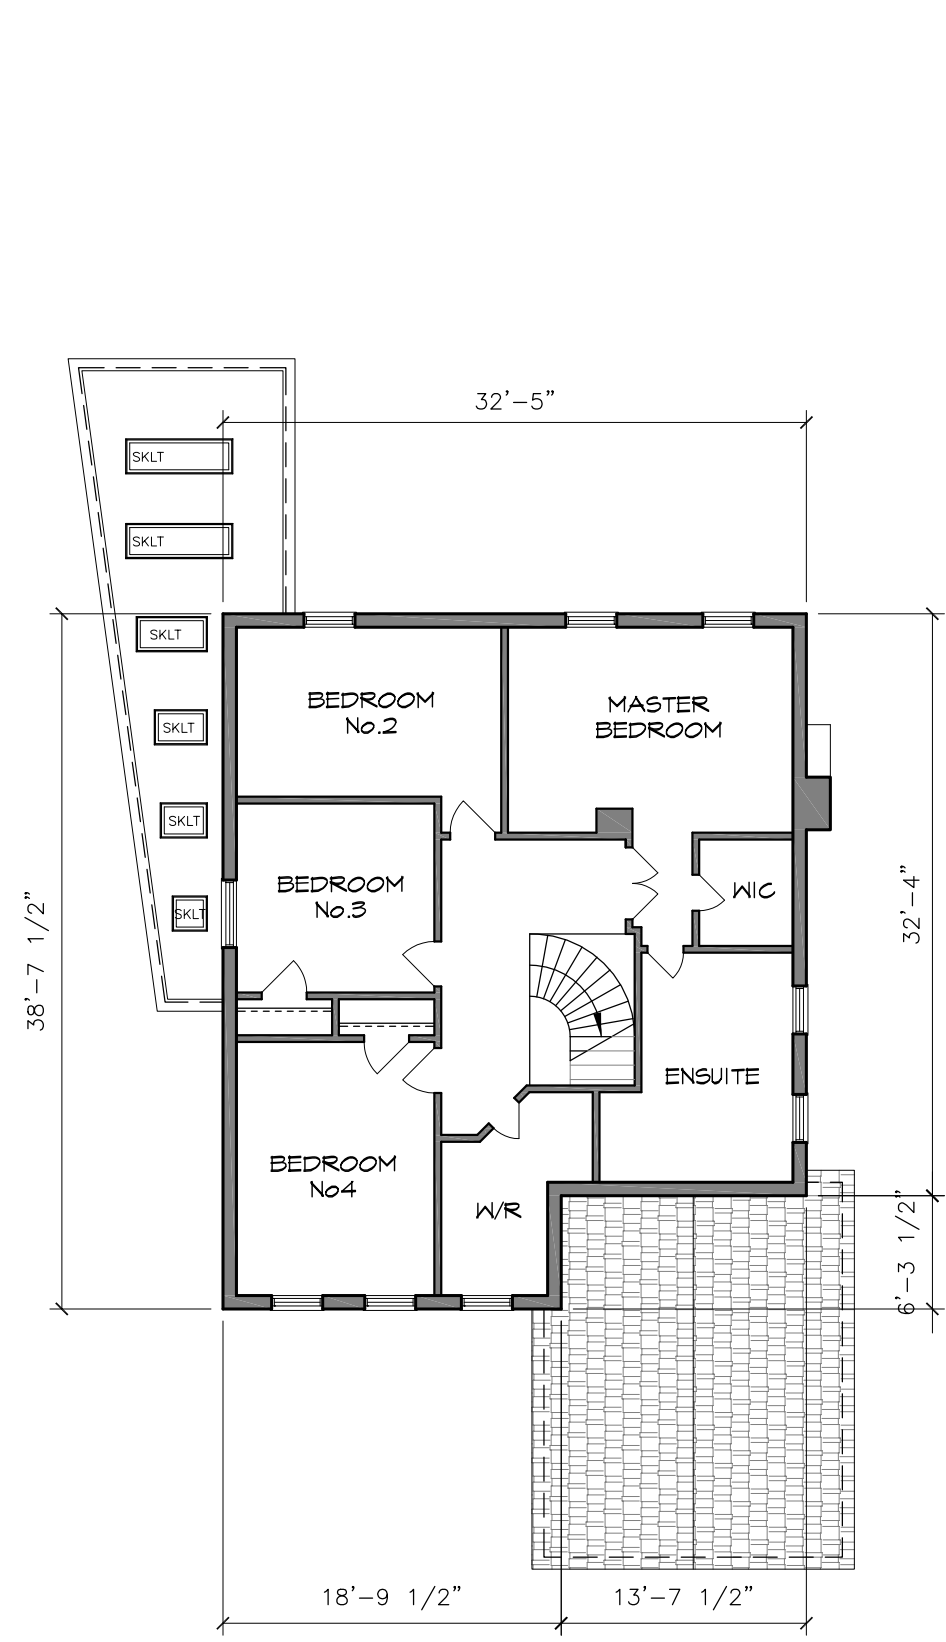 32'-5"
SKLT
SKLT
SKLT
SKLT
SKLT
SKLT
BEDROOM
No.2
MASTER
BEDROOM
BEDROOM
No.3
WIC
38'-7 1/2"
32'-4"
ENSUITE
BEDROOM
No4
W/R
6'-3 1/2"
18'-9 1/2"
13'-7 1/2"